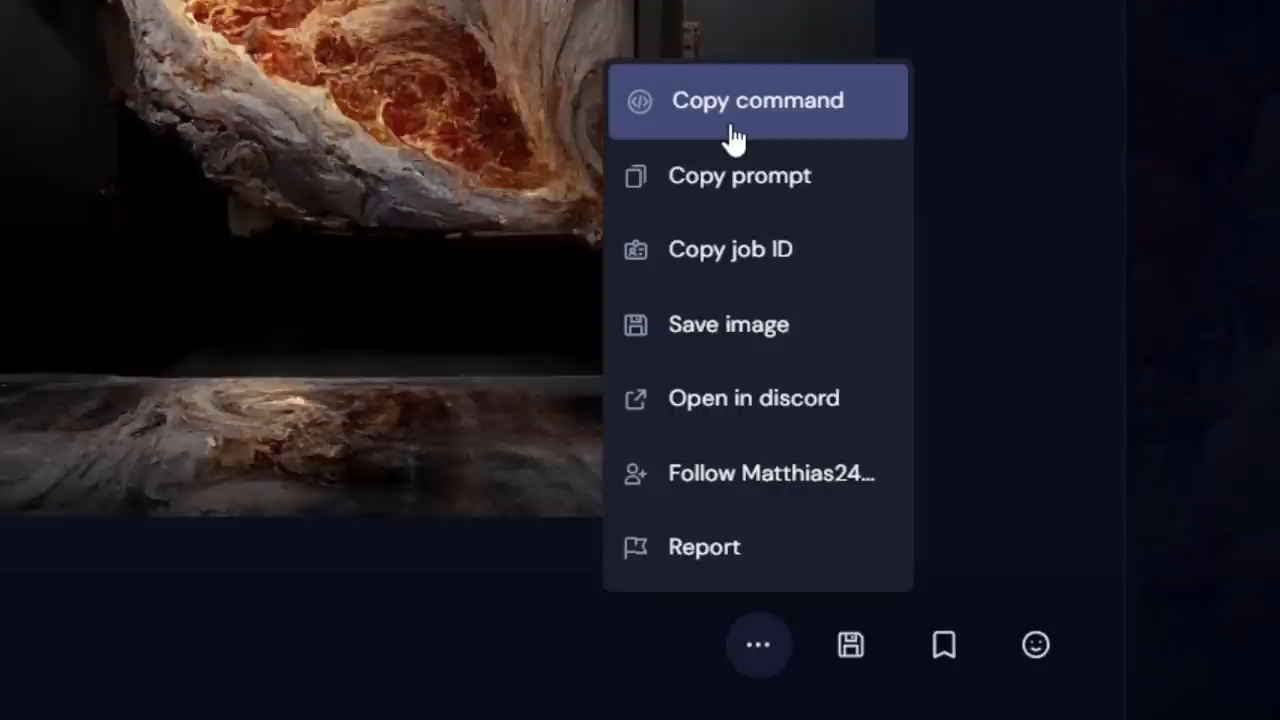 Copy command
Copy prompt
Copy job ID
Save image
Open in discord
Follow Matthias24...
Report